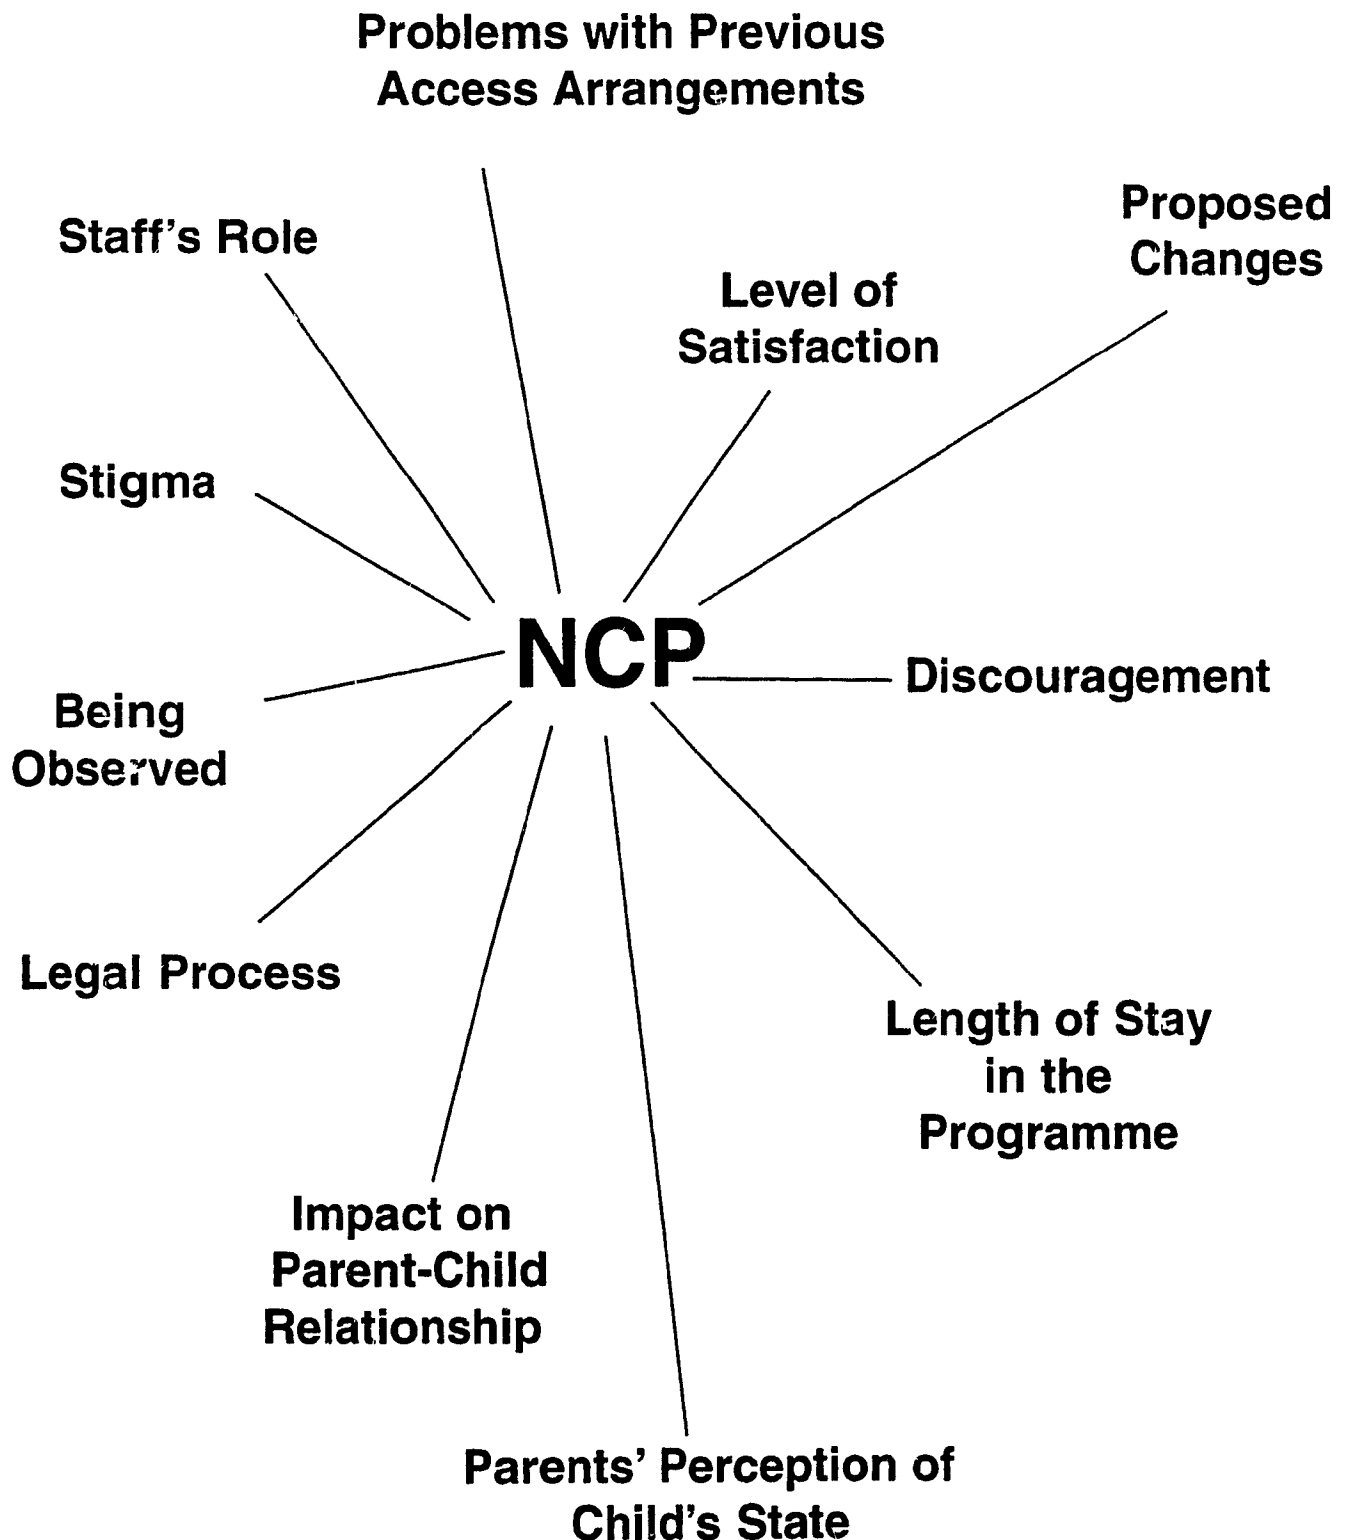 Problems with Previous
Access Arrangements
Proposed
Changes
Staff's Role
Level of
Satisfaction
Stigma
NCP
Discouragement
Being
Observed
Legal Process
Length of Stay
in the
Programme
Impact on
Parent-Child
Relationship
Parents' Perception of
Child's State